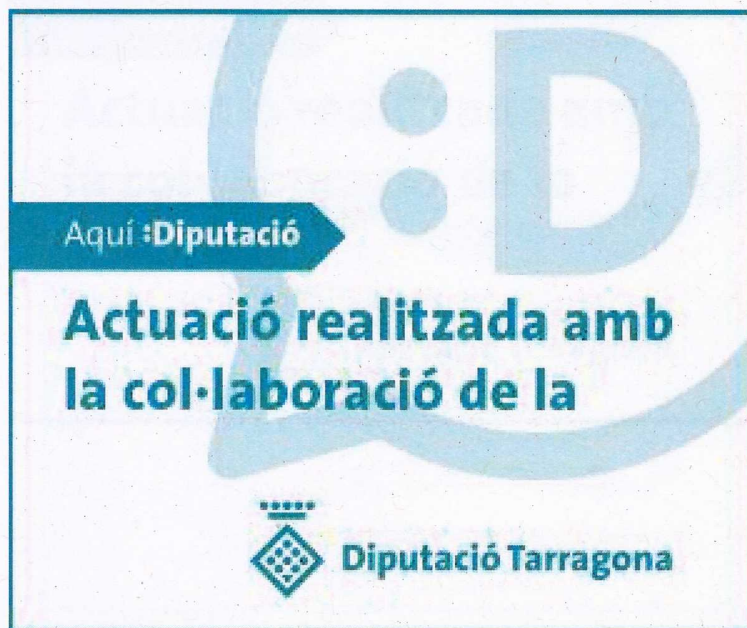 :D
Aquí :Diputació
Actuació realitzada amb
la col·laboració de la
Diputació Tarragona